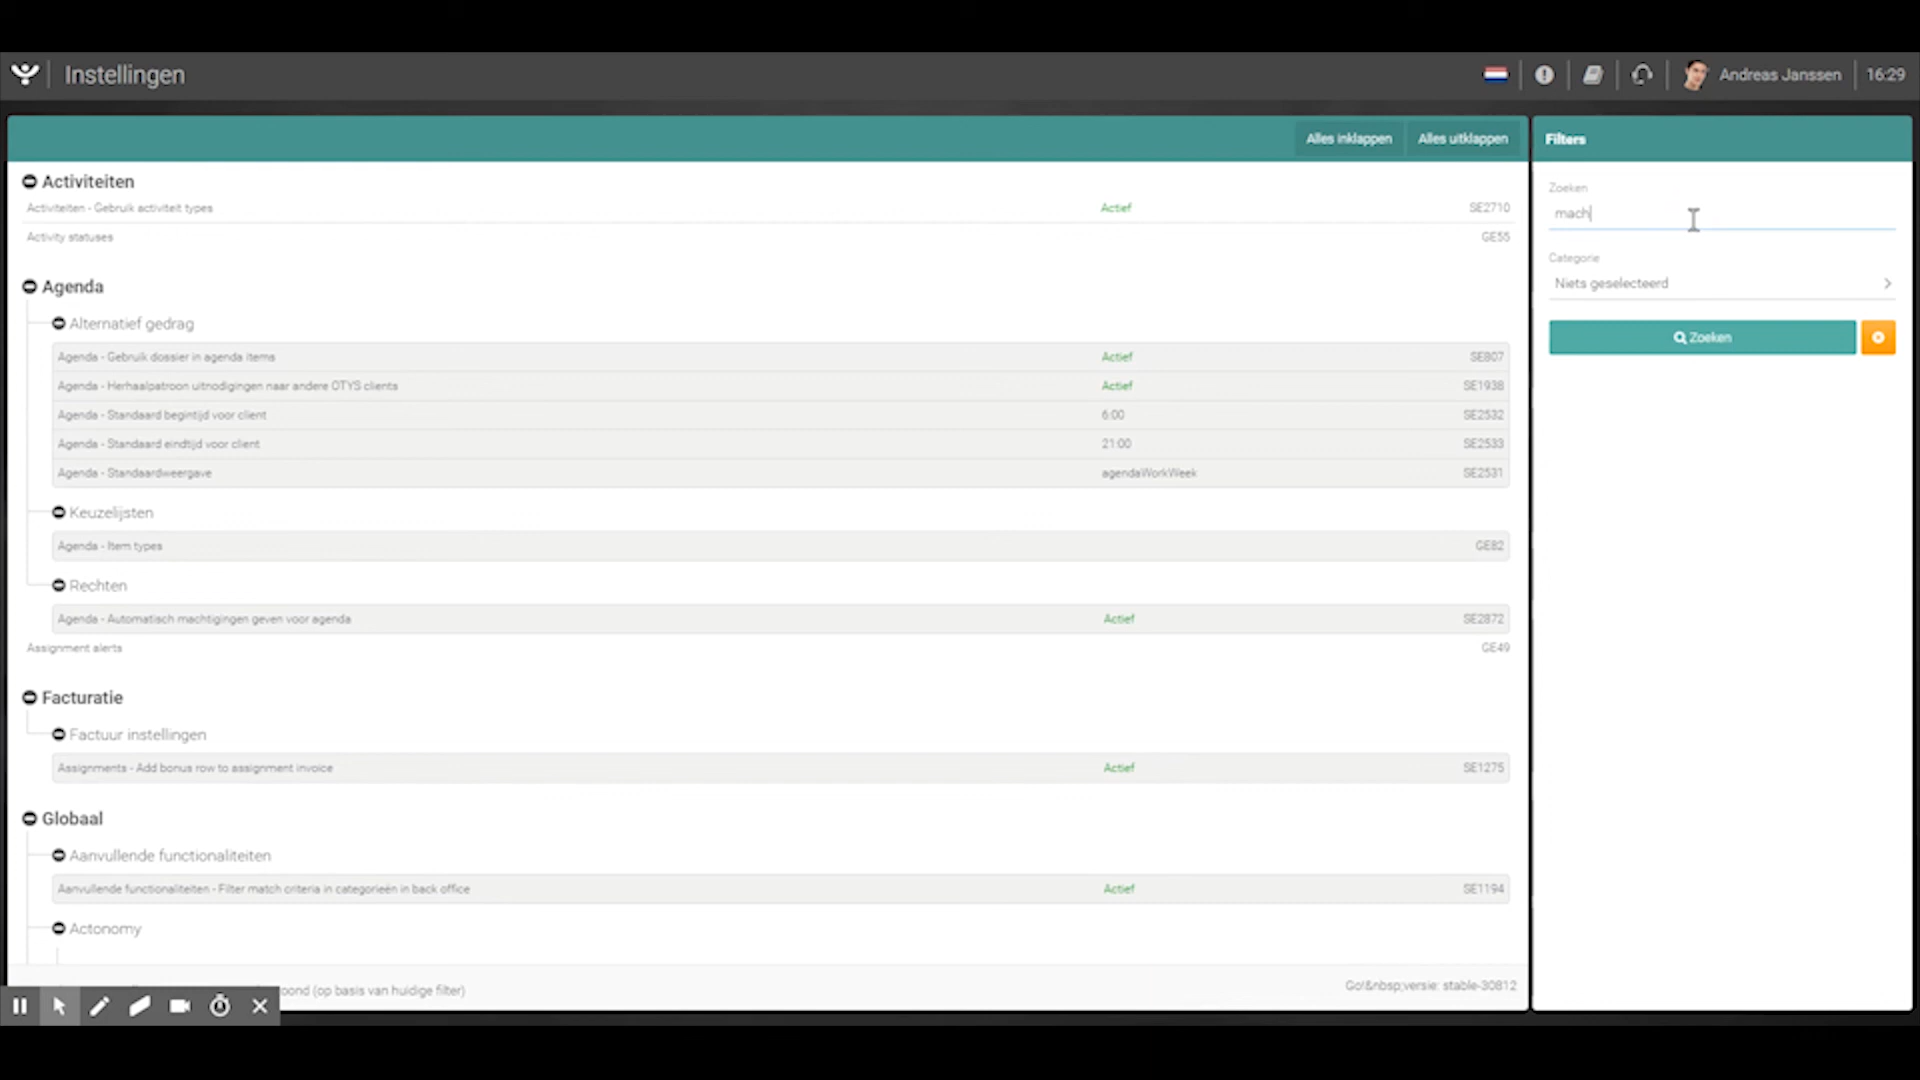 Instellingen
Andreas Janssen
16:29
Alles inklappen
Alles uitklappen
Activiteiten
Activiteiten - Gebruik activiteit types Actief SE2710
Activity statuses GE55
Agenda
Alternatief gedrag
Agenda - Gebruik dossier in agenda items Actief SE807
Agenda - Herhaalpatroon uitnodigingen naar andere OTYS clients Actief SE1938
Agenda - Standaard begintijd voor client 6:00 SE2532
Agenda - Standaard eindtijd voor client 21:00 SE2533
Agenda - Standaardweergave agendaWorkWeek SE2531
Keuzelijsten
Agenda - Item types GE82
Rechten
Agenda - Automatisch machtigingen geven voor agenda Actief SE2872
Assignment alerts GE49
Facturatie
Factuur instellingen
Assignments - Add bonus row to assignment invoice Actief SE1275
Globaal
Aanvullende functionaliteiten
Aanvullende functionaliteiten - Filter match criteria in categorieën in back office Actief SE1194
Actonomy
oond (op basis van huidige filter)
Go!&nbsp;versie: stable-30812
Filters
Zoeken
mach
Categorie
Niets geselecteerd
Zoeken